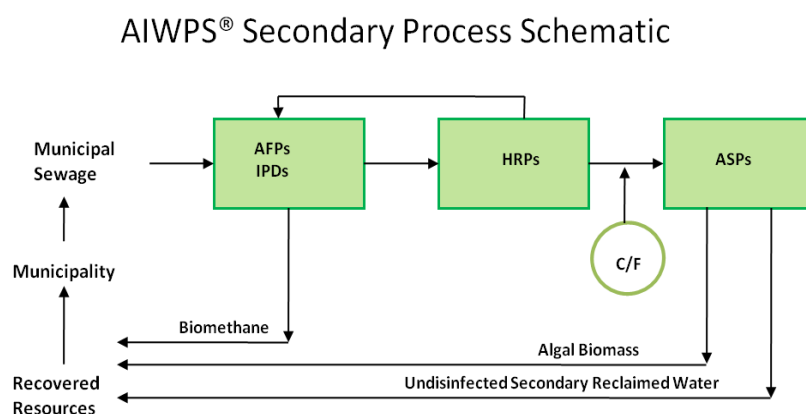 AIWPS® Secondary Process Schematic
Municipal
Sewage
AFPs
IPDs
HRPs
ASPs
C/F
Municipality
Biomethane
Algal Biomass
Recovered
Resources
Undisinfected Secondary Reclaimed Water